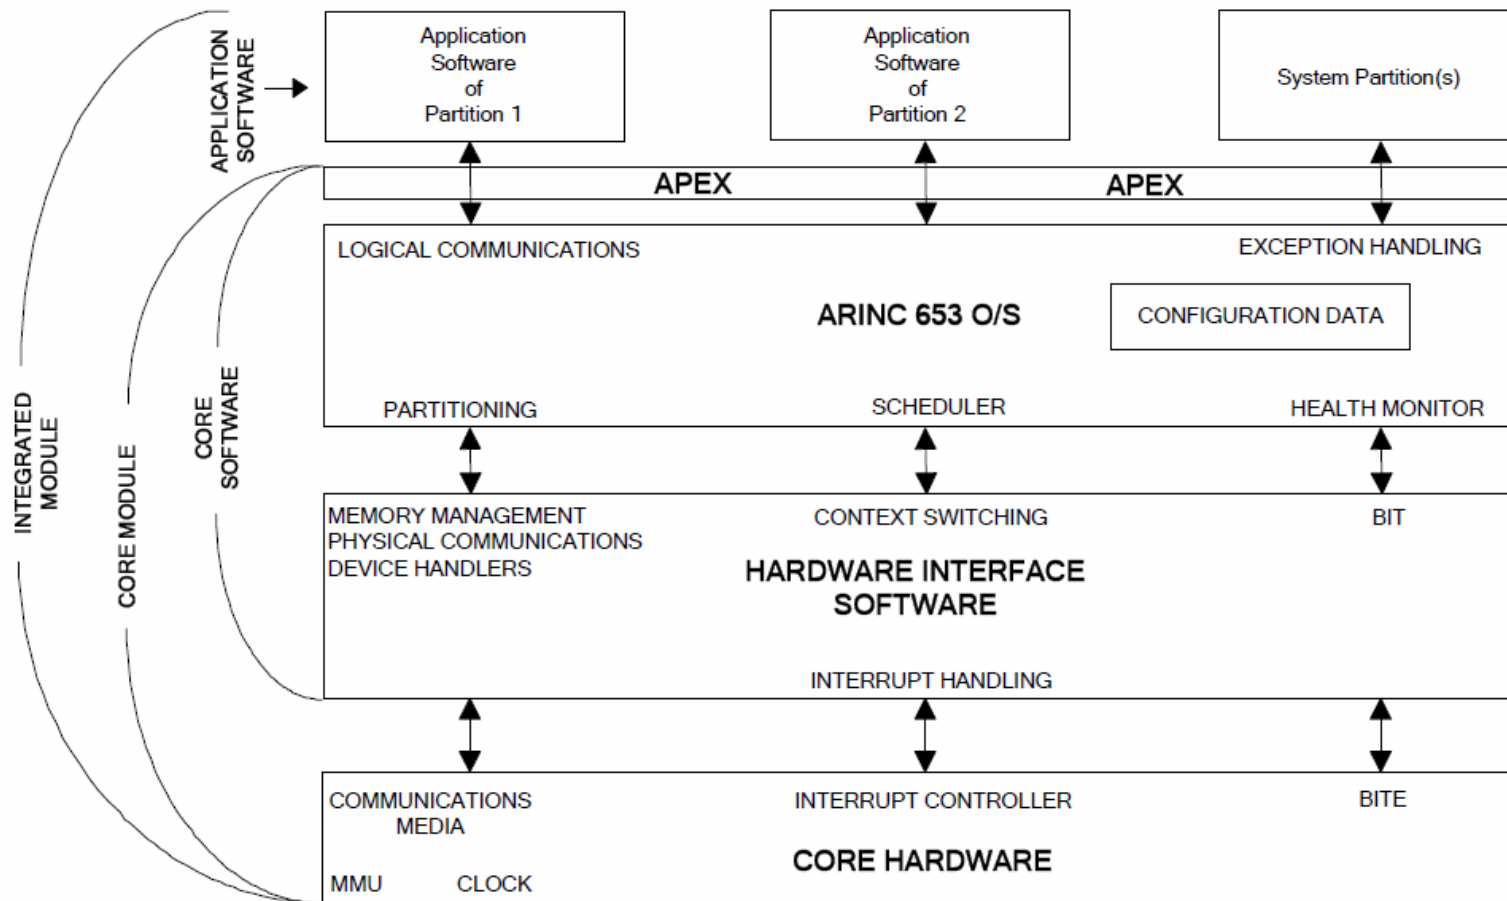 Application
Software
of
Partition 1
Application
Software
of
Partition 2
System Partition(s)
APPLICATION
SOFTWARE
APEX
APEX
LOGICAL COMMUNICATIONS
EXCEPTION HANDLING
ARINC 653 O/S
CONFIGURATION DATA
PARTITIONING
SCHEDULER
HEALTH MONITOR
INTEGRATED
MODULE
CORE MODULE
CORE
SOFTWARE
MEMORY MANAGEMENT
PHYSICAL COMMUNICATIONS
DEVICE HANDLERS
CONTEXT SWITCHING
BIT
HARDWARE INTERFACE
SOFTWARE
INTERRUPT HANDLING
COMMUNICATIONS
MEDIA
INTERRUPT CONTROLLER
BITE
CORE HARDWARE
MMU
CLOCK